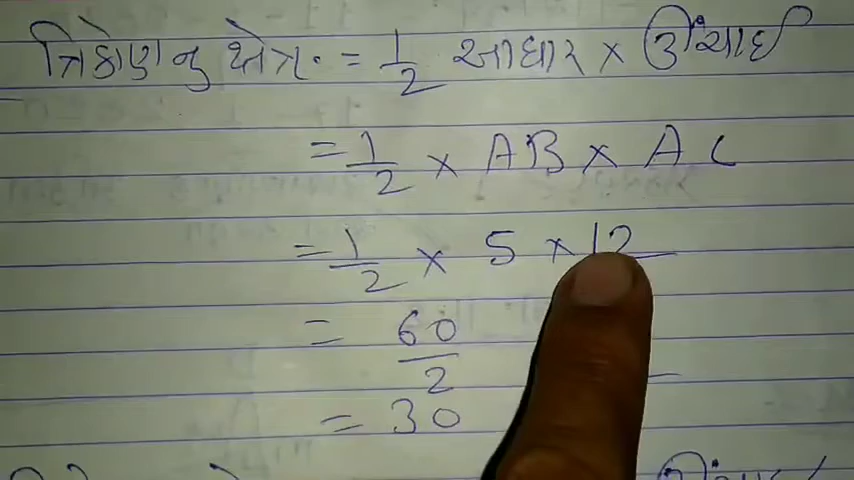 ત્રિકોણનું ક્ષેત્ર. = 1/2 આધાર × ઊંચાઈ
= 1/2 × AB × AC
= 1/2 × 5 × 12
= 60/2
= 30